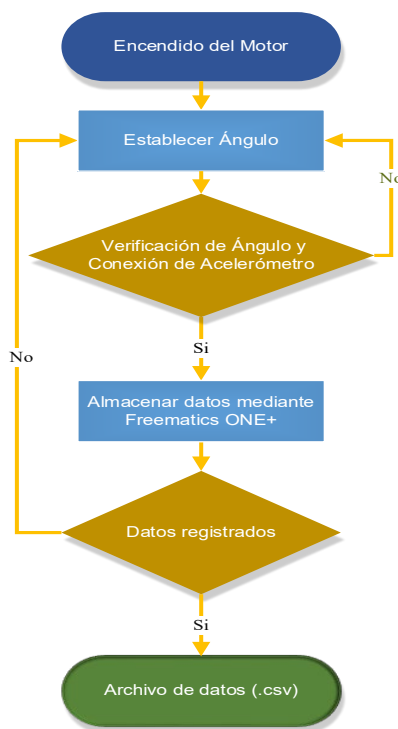 Encendido del Motor
Establecer Ángulo
No
Verificación de Ángulo y
Conexión de Acelerómetro
Si
No
Almacenar datos mediante
Freematics ONE+
Datos registrados
Si
Archivo de datos (.csv)